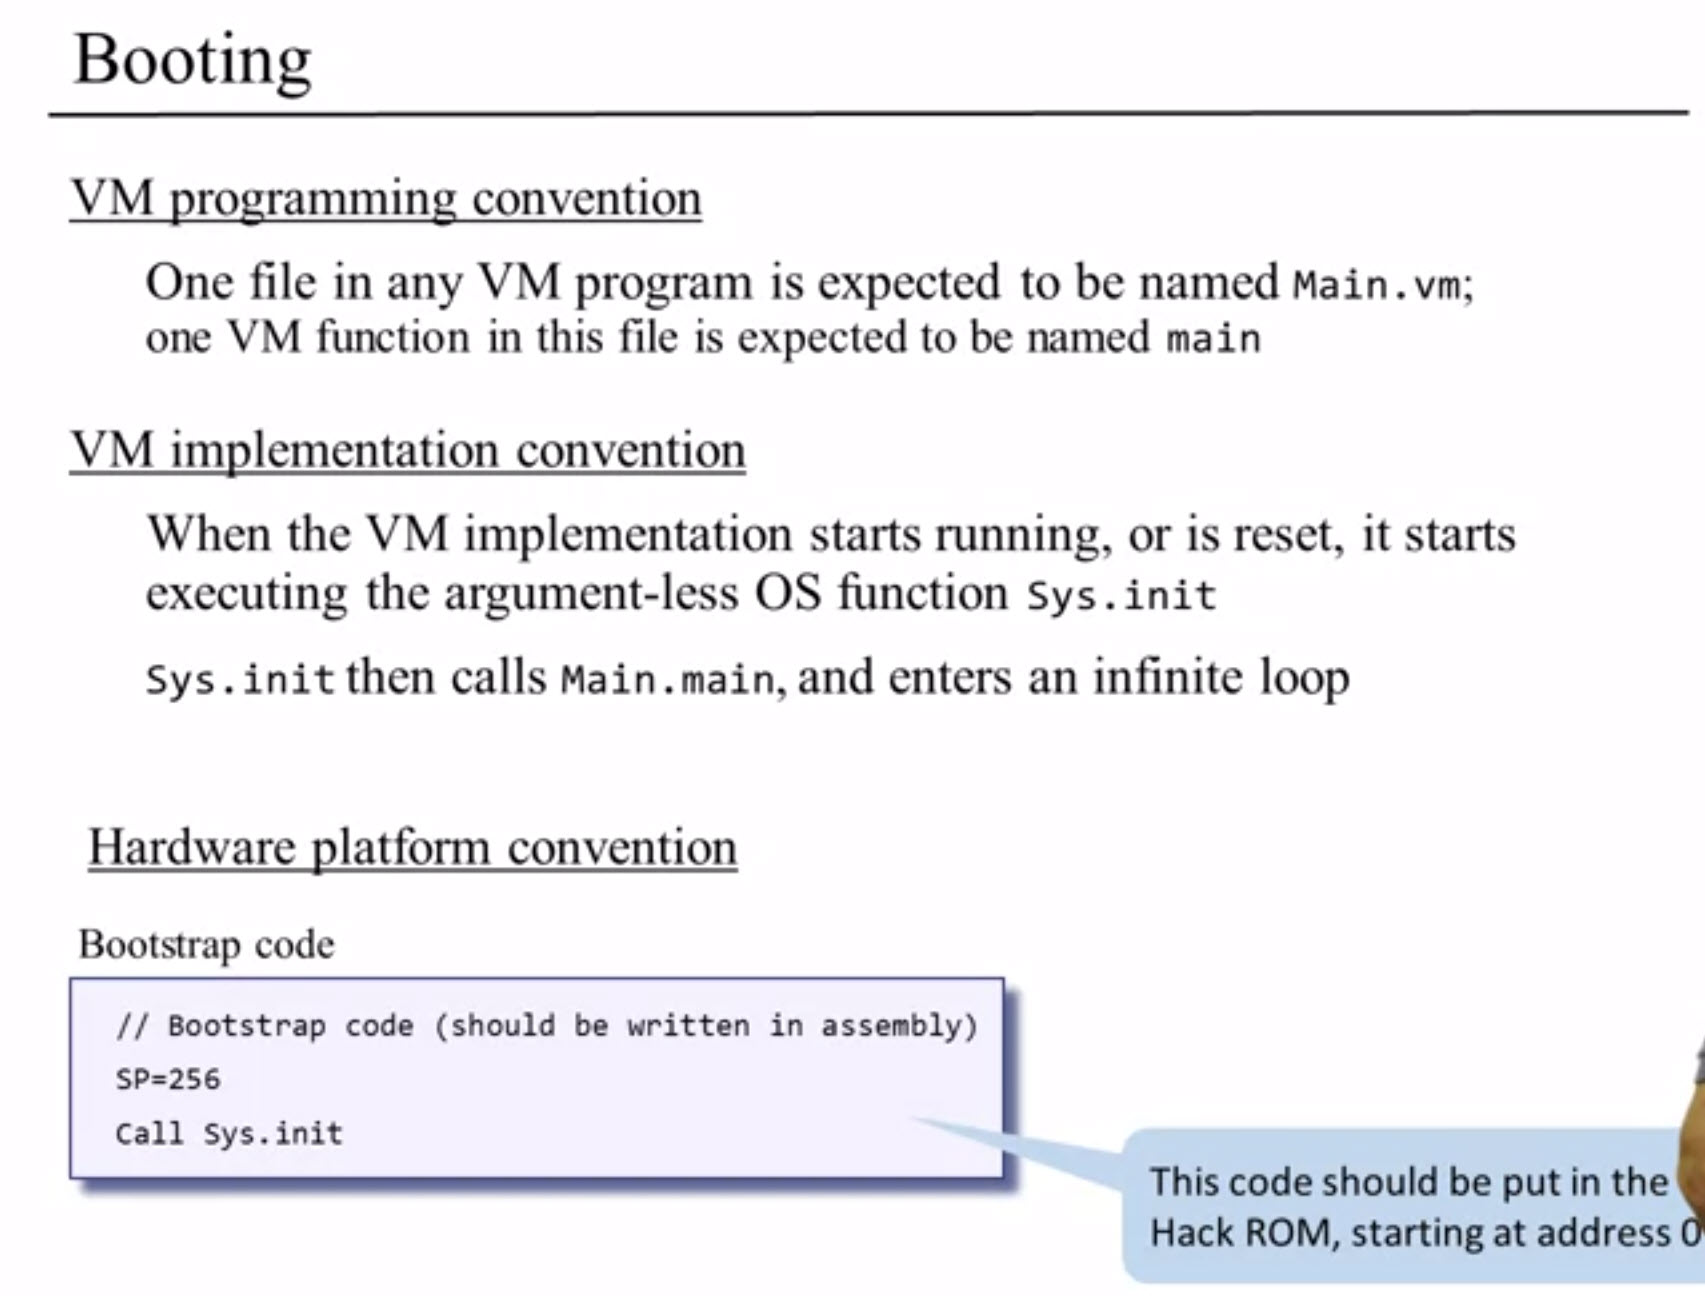 Booting
VM programming convention
One file in any VM program is expected to be named Main.vm;
one VM function in this file is expected to be named main
VM implementation convention
When the VM implementation starts running, or is reset, it starts
executing the argument-less OS function Sys.init
Sys.init then calls Main.main, and enters an infinite loop
Hardware platform convention
Bootstrap code
// Bootstrap code (should be written in assembly)
SP=256
Call Sys.init
This code should be put in the
Hack ROM, starting at address 0